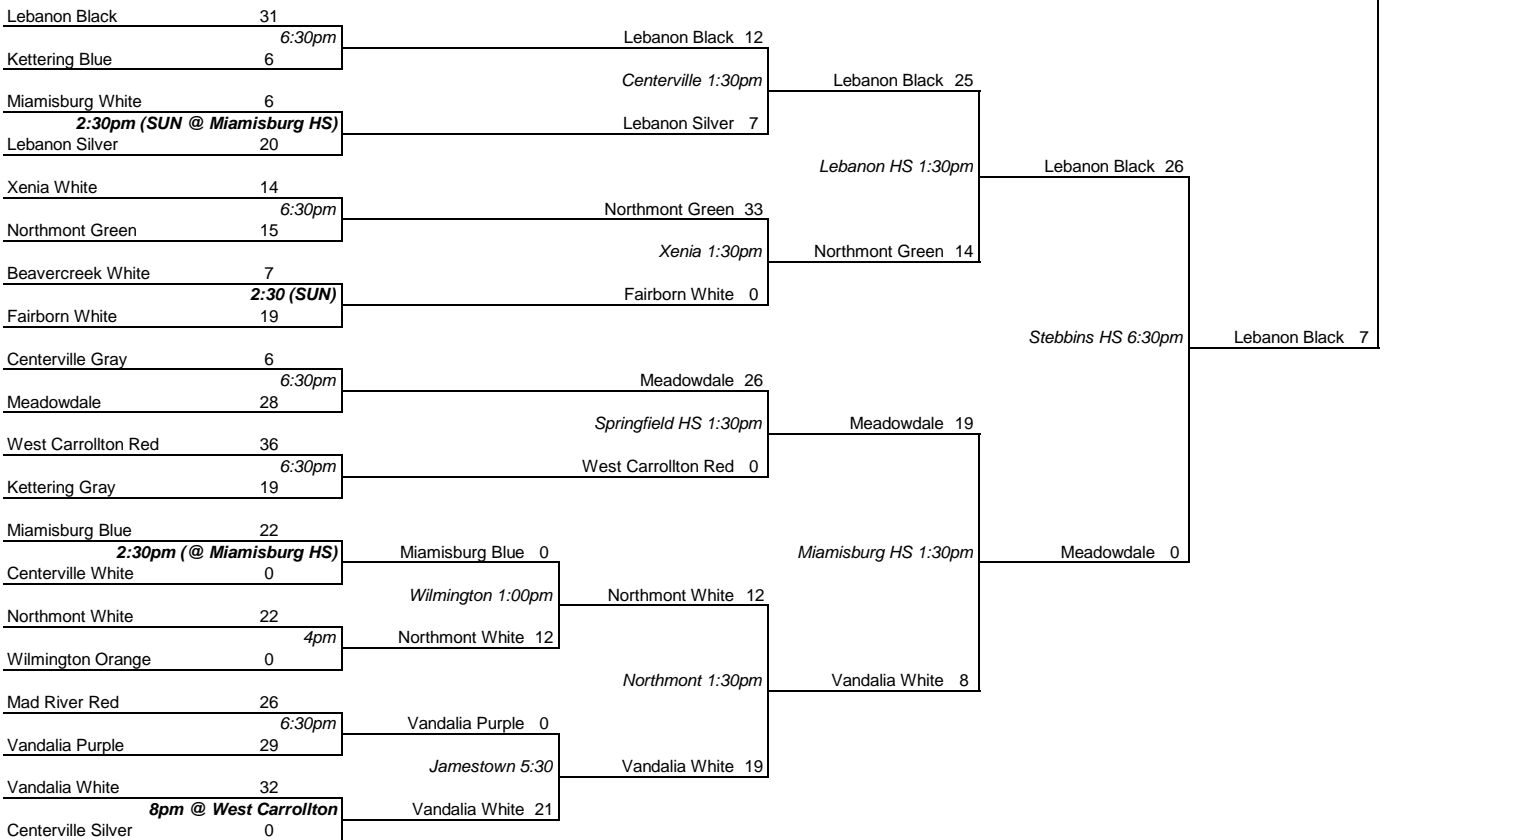 Lebanon Black 31
6:30pm Lebanon Black 12
Kettering Blue 6
Centerville 1:30pm Lebanon Black 25
Miamisburg White 6
2:30pm (SUN @ Miamisburg HS) Lebanon Silver 7
Lebanon Silver 20
Lebanon HS 1:30pm Lebanon Black 26
Xenia White 14
6:30pm Northmont Green 33
Northmont Green 15
Xenia 1:30pm Northmont Green 14
Beavercreek White 7
2:30 (SUN) Fairborn White 0
Fairborn White 19
Stebbins HS 6:30pm Lebanon Black 7
Centerville Gray 6
6:30pm Meadowdale 26
Meadowdale 28
Springfield HS 1:30pm Meadowdale 19
West Carrollton Red 36
6:30pm West Carrollton Red 0
Kettering Gray 19
Miamisburg Blue 22
2:30pm (@ Miamisburg HS) Miamisburg Blue 0 Miamisburg HS 1:30pm Meadowdale 0
Centerville White 0
Wilmington 1:00pm Northmont White 12
Northmont White 22
4pm Northmont White 12
Wilmington Orange 0
Northmont 1:30pm Vandalia White 8
Mad River Red 26
6:30pm Vandalia Purple 0
Vandalia Purple 29
Jamestown 5:30 Vandalia White 19
Vandalia White 32
8pm @ West Carrollton Vandalia White 21
Centerville Silver 0